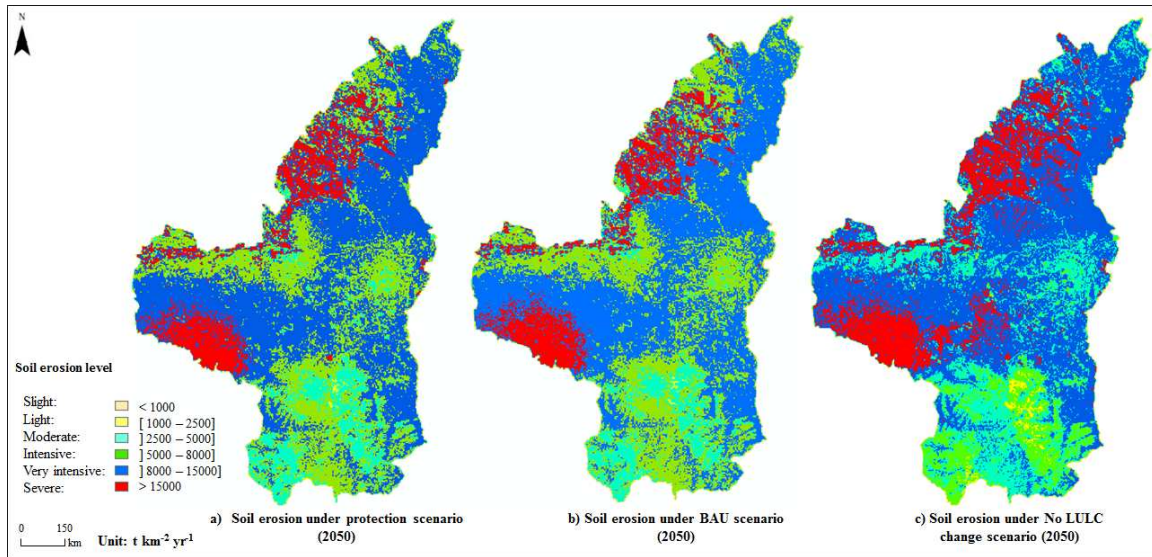 N
Soil erosion level
Slight: < 1000
Light: [ 1000 – 2500]
Moderate: ]2500 – 5000]
Intensive: ]5000 – 8000]
Very intensive: ]8000 – 15000]
Severe: > 15000
0 150
km
Unit: t km⁻² yr⁻¹
a) Soil erosion under protection scenario
(2050)
b) Soil erosion under BAU scenario
(2050)
c) Soil erosion under No LULC
change scenario (2050)